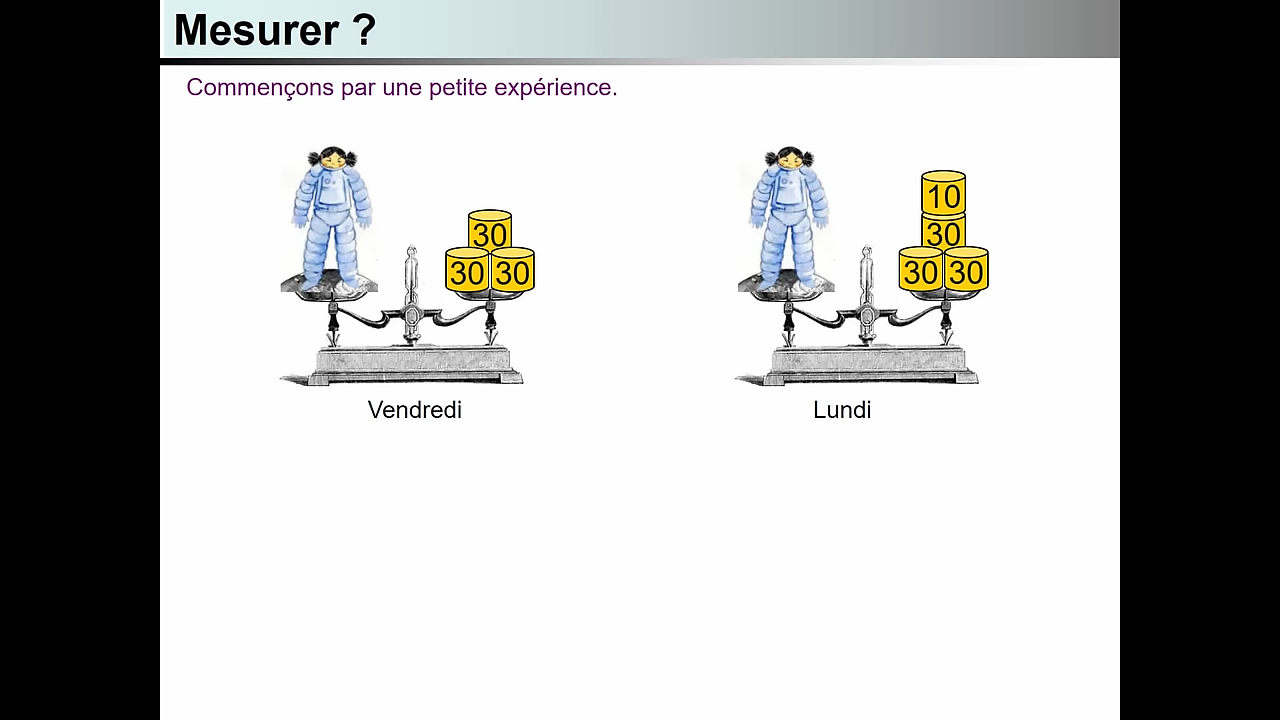 Mesurer ?
Commençons par une petite expérience.
30
30 30
Vendredi
10
30
30 30
Lundi